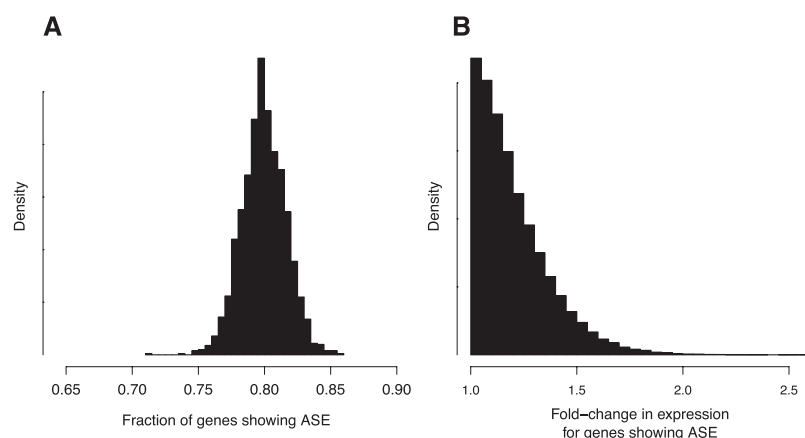 A
B
Density
Density
0.65 0.70 0.75 0.80 0.85 0.90
1.0 1.5 2.0 2.5
Fraction of genes showing ASE
Fold−change in expression
for genes showing ASE